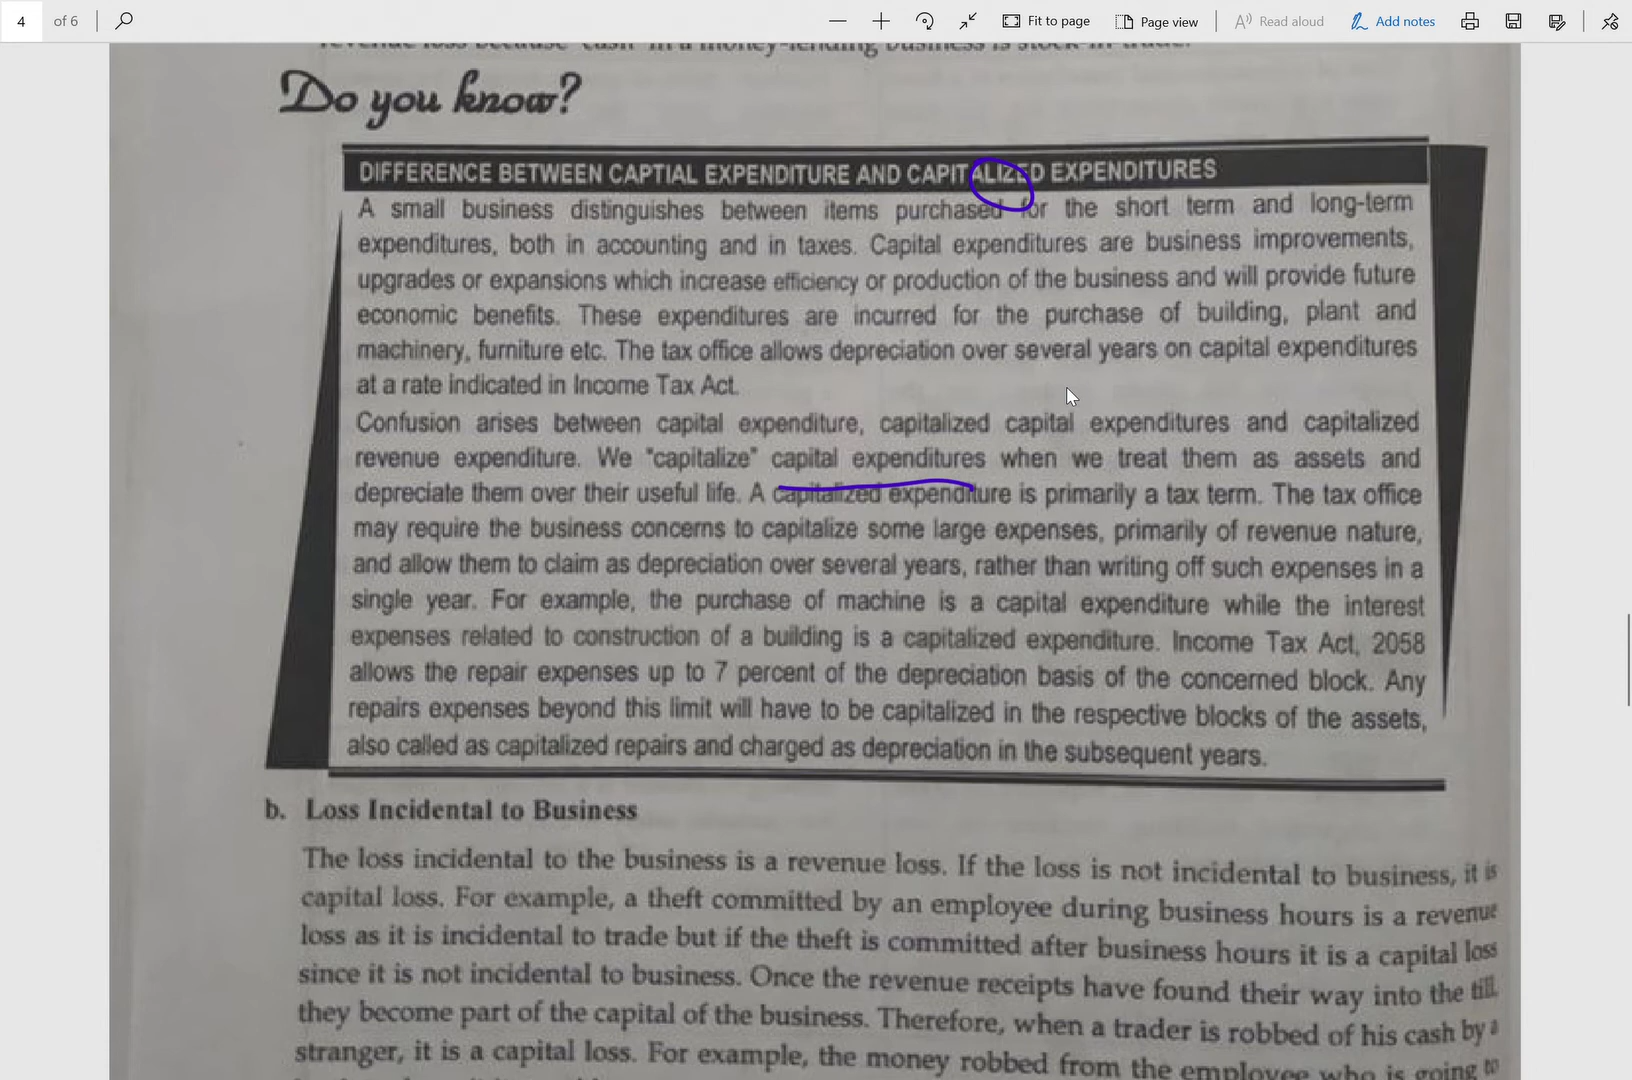 4 of 6 Fit to page Page view Read aloud Add notes
revenue loss because 'cash' in a money-lending business is stock-in-trade.
Do you know?
DIFFERENCE BETWEEN CAPTIAL EXPENDITURE AND CAPITALIZED EXPENDITURES
A small business distinguishes between items purchased for the short term and long-term
expenditures, both in accounting and in taxes. Capital expenditures are business improvements,
upgrades or expansions which increase efficiency or production of the business and will provide future
economic benefits. These expenditures are incurred for the purchase of building, plant and
machinery, furniture etc. The tax office allows depreciation over several years on capital expenditures
at a rate indicated in Income Tax Act.
Confusion arises between capital expenditure, capitalized capital expenditures and capitalized
revenue expenditure. We "capitalize" capital expenditures when we treat them as assets and
depreciate them over their useful life. A capitalized expenditure is primarily a tax term. The tax office
may require the business concerns to capitalize some large expenses, primarily of revenue nature,
and allow them to claim as depreciation over several years, rather than writing off such expenses in a
single year. For example, the purchase of machine is a capital expenditure while the interest
expenses related to construction of a building is a capitalized expenditure. Income Tax Act, 2058
allows the repair expenses up to 7 percent of the depreciation basis of the concerned block. Any
repairs expenses beyond this limit will have to be capitalized in the respective blocks of the assets,
also called as capitalized repairs and charged as depreciation in the subsequent years.
b. Loss Incidental to Business
The loss incidental to the business is a revenue loss. If the loss is not incidental to business, it is
capital loss. For example, a theft committed by an employee during business hours is a revenue
loss as it is incidental to trade but if the theft is committed after business hours it is a capital loss
since it is not incidental to business. Once the revenue receipts have found their way into the till,
they become part of the capital of the business. Therefore, when a trader is robbed of his cash by a
stranger, it is a capital loss. For example, the money robbed from the employee who is going to